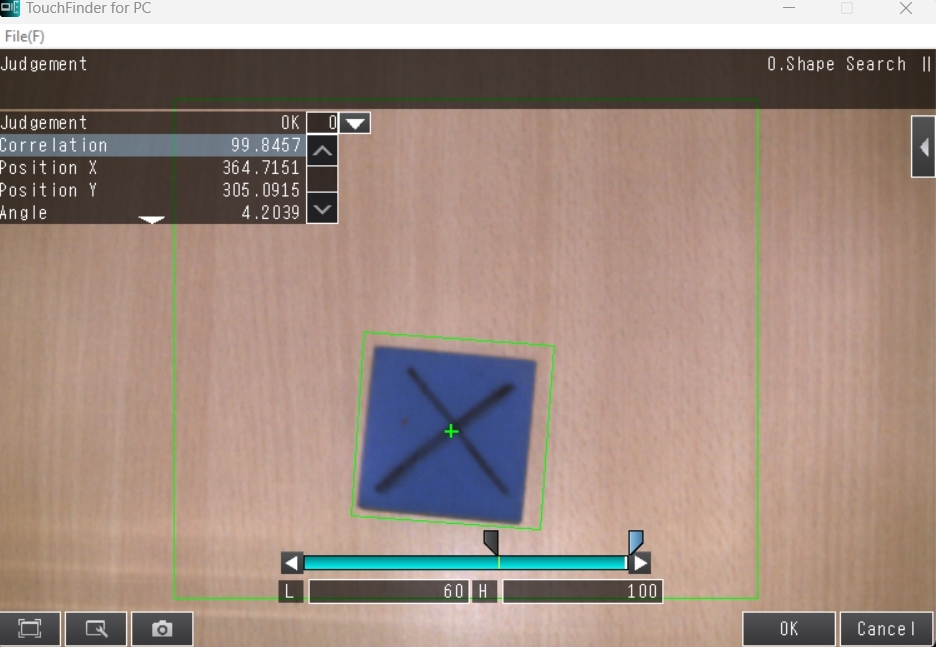 TouchFinder for PC
File(F)
Judgement 0.Shape Search ||
Judgement OK 0
Correlation 99.8457
Position X 364.7151
Position Y 305.0915
Angle 4.2039
L 60 H 100
OK Cancel